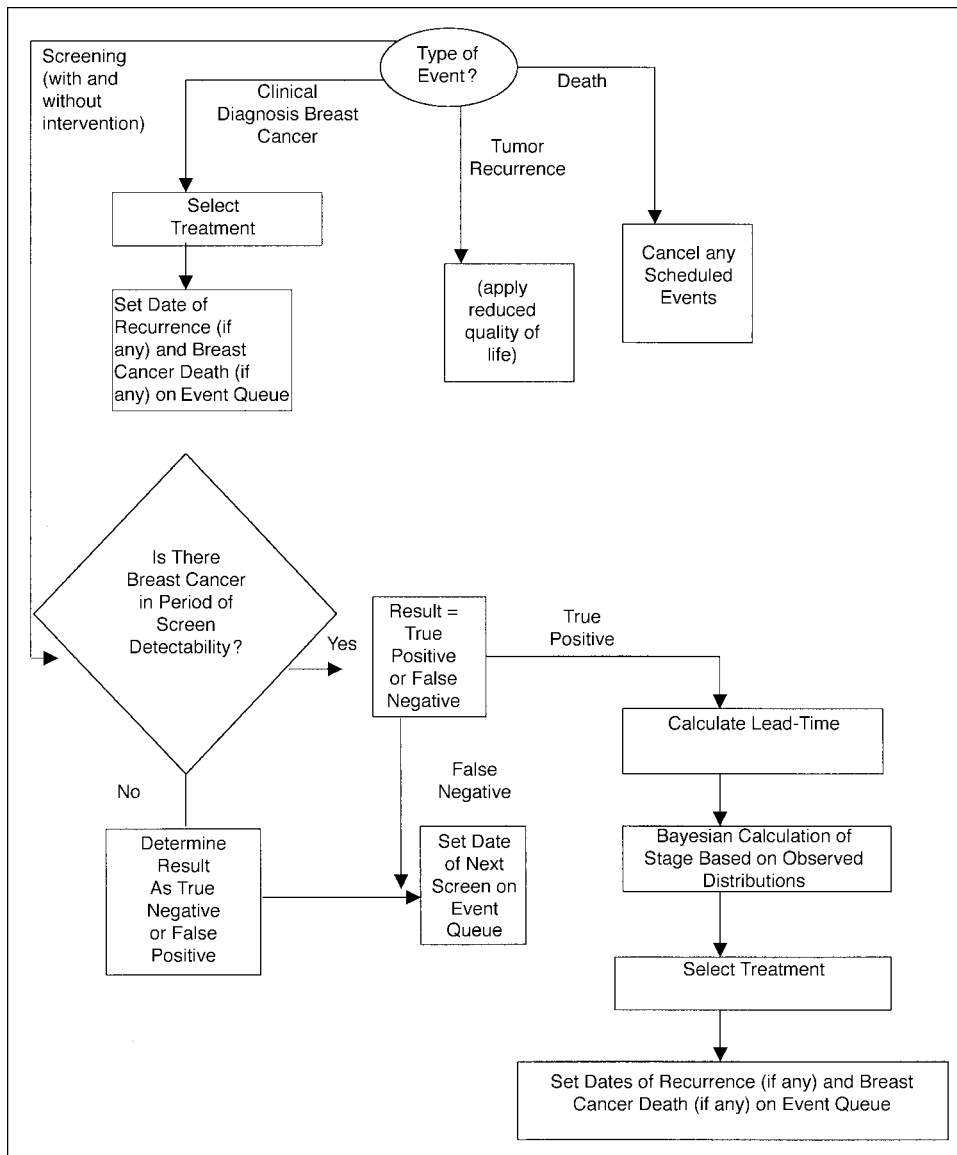 Type of
Event?
Screening
(with and
without
intervention)
Clinical
Diagnosis Breast
Cancer
Death
Tumor
Recurrence
Select
Treatment
Set Date of
Recurrence (if
any) and Breast
Cancer Death (if
any) on Event Queue
(apply
reduced
quality of
life)
Cancel any
Scheduled
Events
Is There
Breast Cancer
in Period of
Screen
Detectability?
Yes
Result =
True
Positive
or False
Negative
True
Positive
No
False
Negative
Determine
Result
As True
Negative
or False
Positive
Set Date
of Next
Screen on
Event
Queue
Calculate Lead-Time
Bayesian Calculation of
Stage Based on Observed
Distributions
Select Treatment
Set Dates of Recurrence (if any) and Breast
Cancer Death (if any) on Event Queue